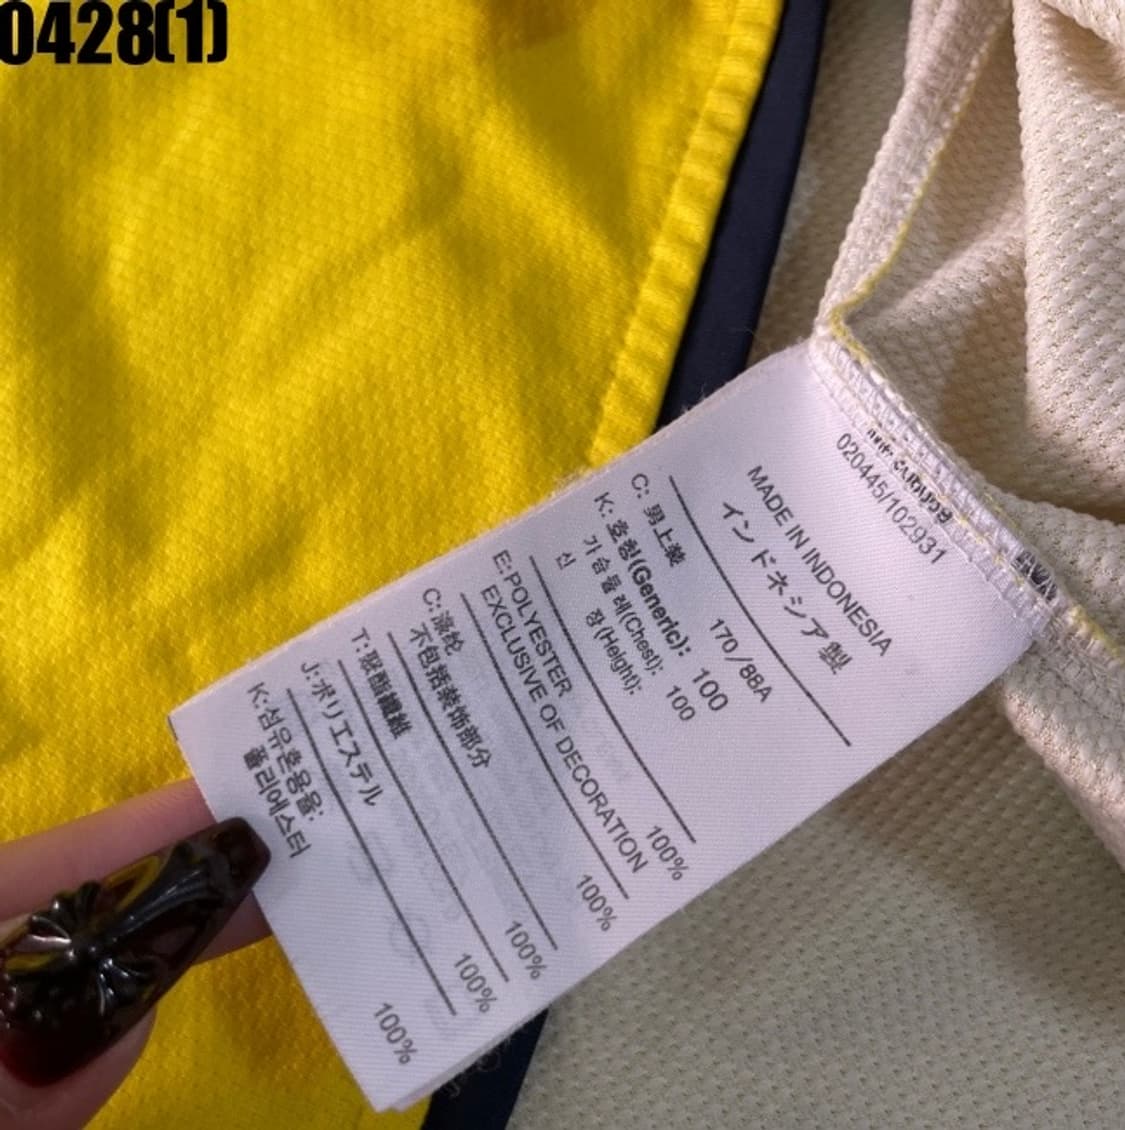 0428(1)
020445/102931
MADE IN INDONESIA
インドネシア製
C: 男上装 170/88A
K: 호칭(Generic): 100
가슴둘레(Chest): 100
신 장(Height):
E:POLYESTER 100%
EXCLUSIVE OF DECORATION
C:涤纶 100%
不包括装饰部分
T:聚酯纖維 100%
J:ポリエステル 100%
K:섬유혼용율:
폴리에스터 100%